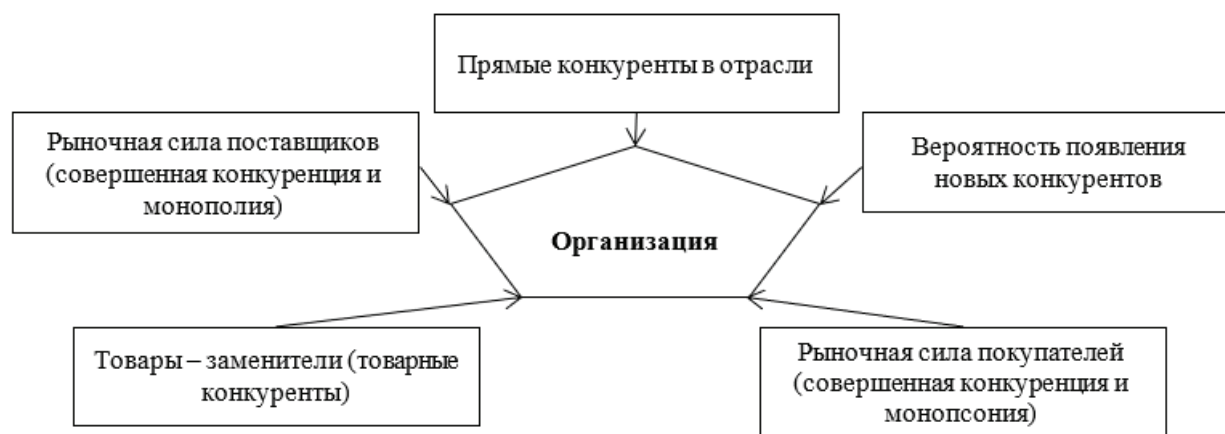 Прямые конкуренты в отрасли
Рыночная сила поставщиков
(совершенная конкуренция и
монополия)
Вероятность появления
новых конкурентов
Организация
Товары – заменители (товарные
конкуренты)
Рыночная сила покупателей
(совершенная конкуренция и
монопсония)